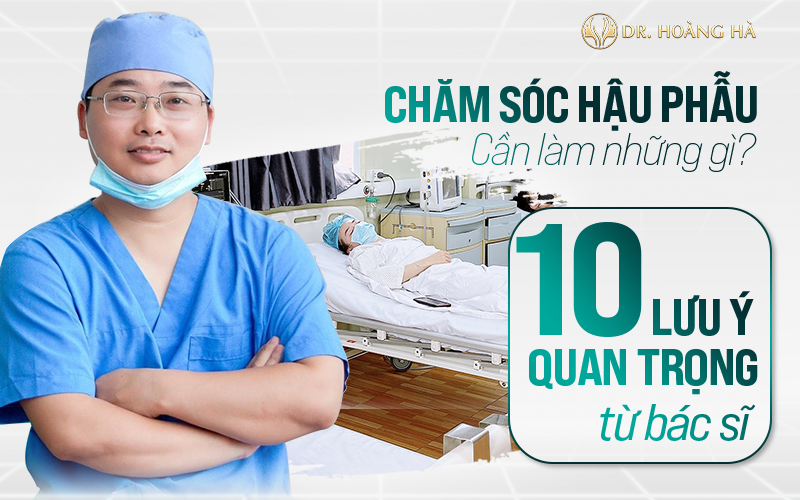 DR. HOÀNG HÀ
CHĂM SÓC HẬU PHẪU
Cần làm những gì?
10 LƯU Ý
QUAN TRỌNG
từ bác sĩ